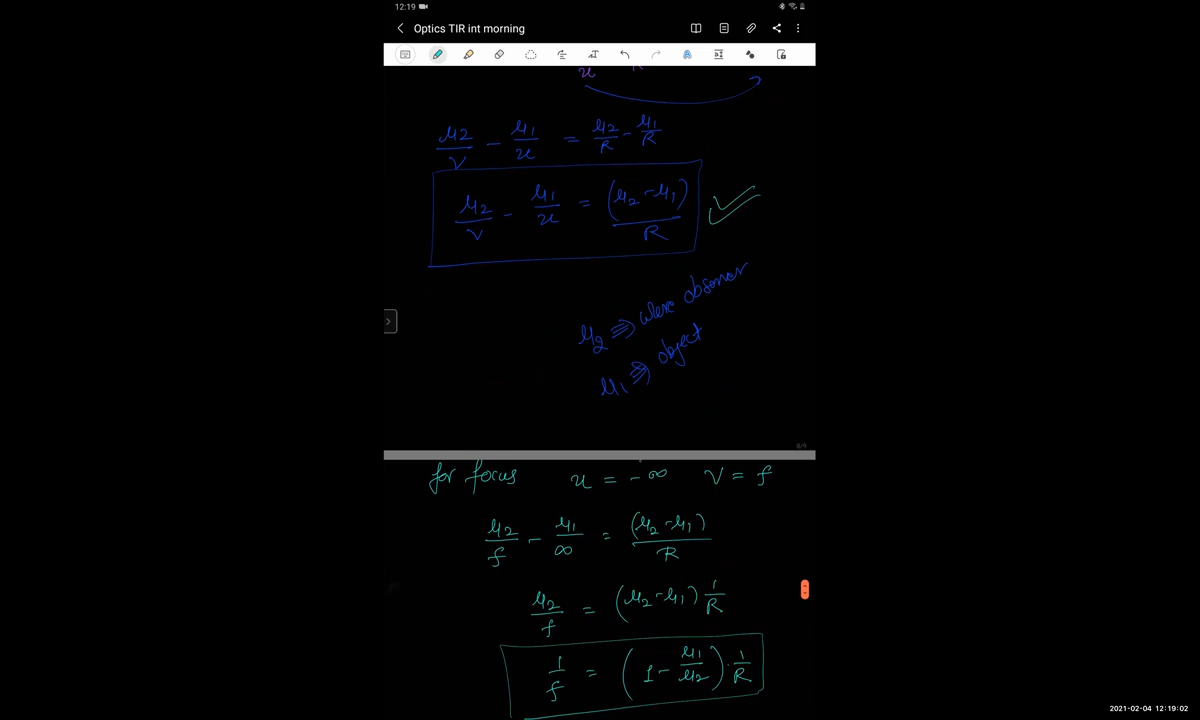 12:19
Optics TIR int morning
u
μ2/v - μ1/u = μ2/R - μ1/R
μ2/v - μ1/u = (μ2 - μ1)/R
μ2 ⇛ where observer
μ1 ⇛ object
8/9
for focus u = -∞ v = f
μ2/f - μ1/∞ = (μ2 - μ1)/R
μ2/f = (μ2 - μ1) 1/R
1/f = (1 - μ1/μ2) · 1/R
2021-02-04 12:19:02